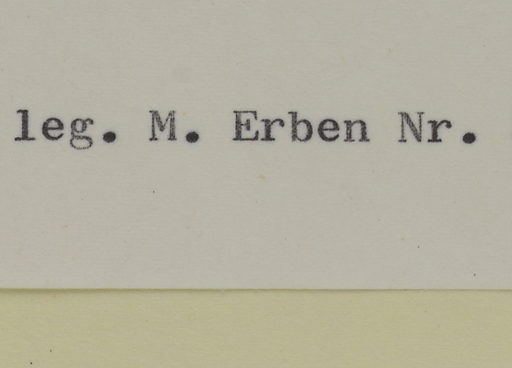 leg. M. Erben Nr.